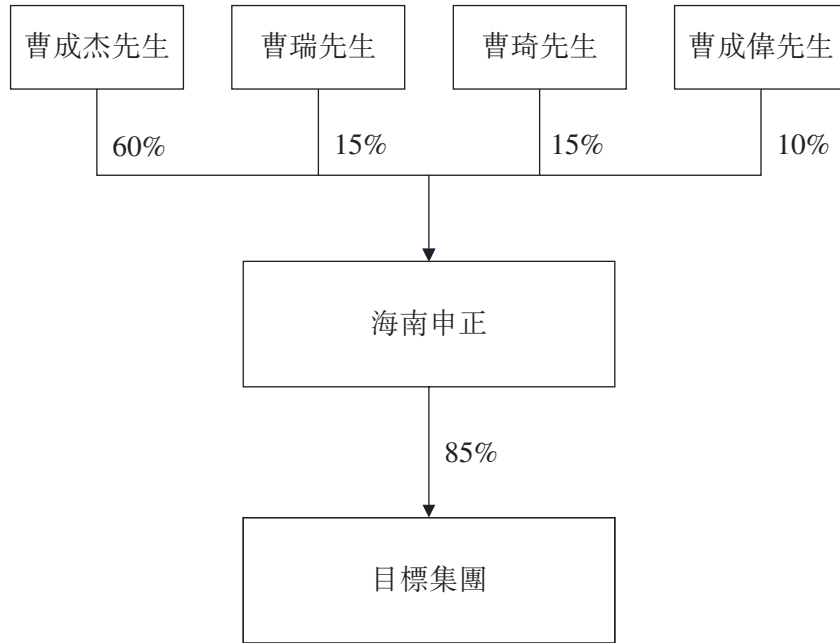 曹成杰先生
曹瑞先生
曹琦先生
曹成偉先生
60%
15%
15%
10%
海南申正
85%
目標集團